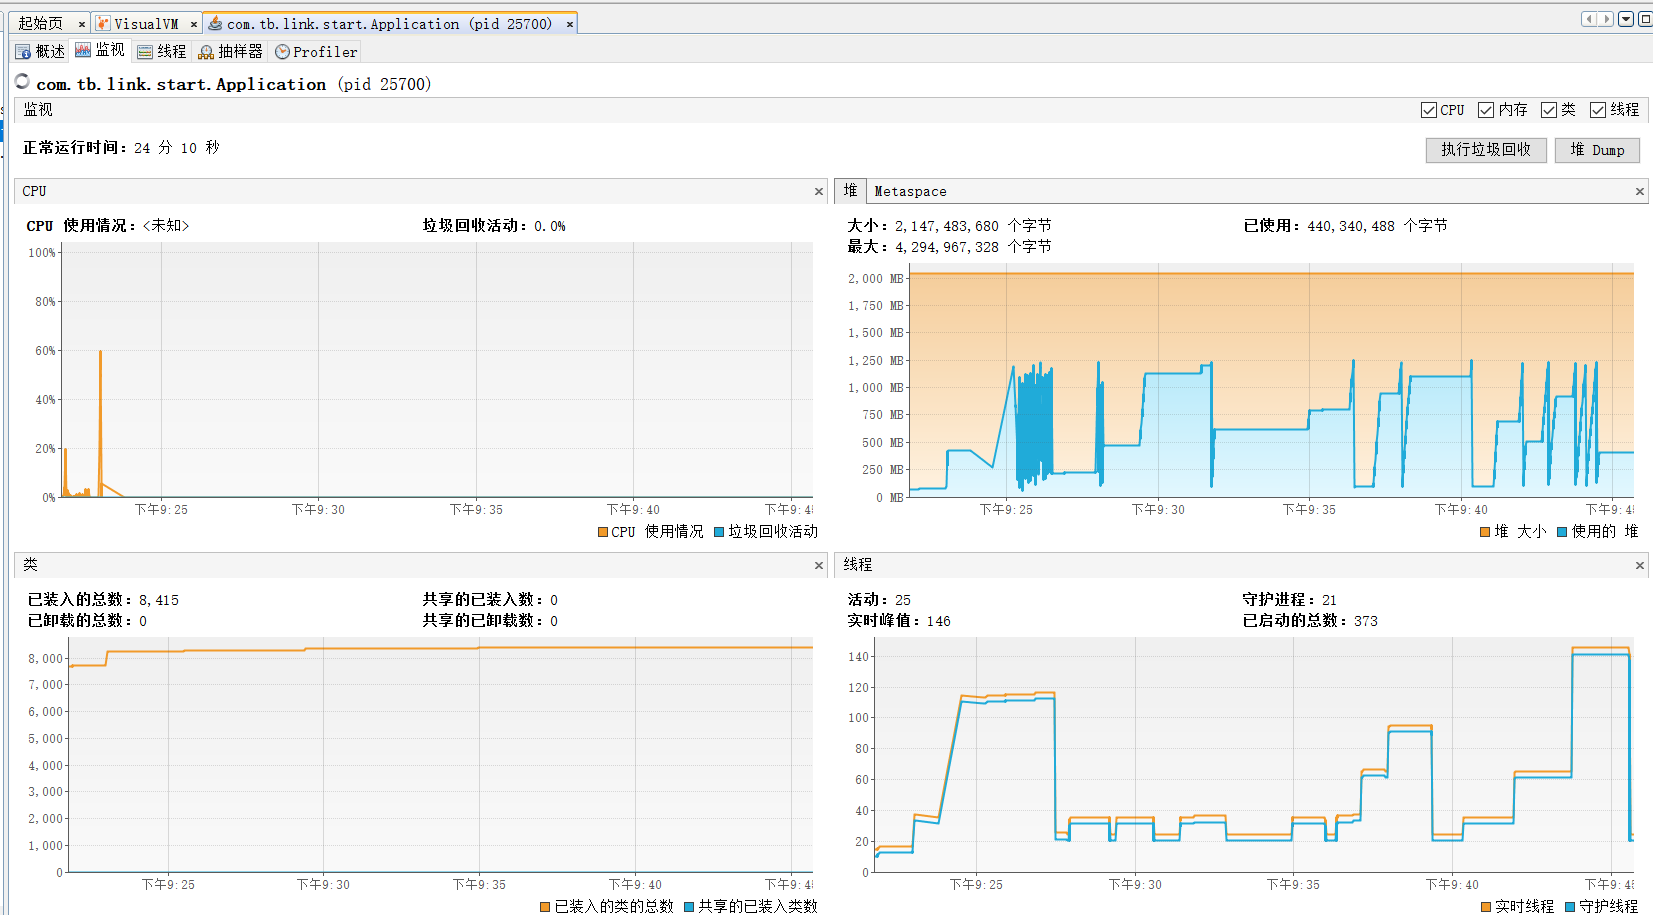 起始页 × VisualVM × com.tb.link.start.Application (pid 25700) ×
概述 监视 线程 抽样器 Profiler
com.tb.link.start.Application (pid 25700)
监视 CPU 内存 类 线程
正常运行时间: 24 分 10 秒 执行垃圾回收 堆 Dump
CPU ×
CPU 使用情况: <未知> 垃圾回收活动: 0.0%
100%
80%
60%
40%
20%
0%
下午9:25 下午9:30 下午9:35 下午9:40 下午9:4
CPU 使用情况 垃圾回收活动
堆 Metaspace ×
大小: 2,147,483,680 个字节 已使用: 440,340,488 个字节
最大: 4,294,967,328 个字节
2,000 MB
1,750 MB
1,500 MB
1,250 MB
1,000 MB
750 MB
500 MB
250 MB
0 MB
下午9:25 下午9:30 下午9:35 下午9:40 下午9:4
堆 大小 使用的 堆
类 ×
已装入的总数: 8,415 共享的已装入数: 0
已卸载的总数: 0 共享的已卸载数: 0
8,000
7,000
6,000
5,000
4,000
3,000
2,000
1,000
0
下午9:25 下午9:30 下午9:35 下午9:40 下午9:4
已装入的类的总数 共享的已装入类数
线程 ×
活动: 25 守护进程: 21
实时峰值: 146 已启动的总数: 373
140
120
100
80
60
40
20
0
下午9:25 下午9:30 下午9:35 下午9:40 下午9:4
实时线程 守护线程